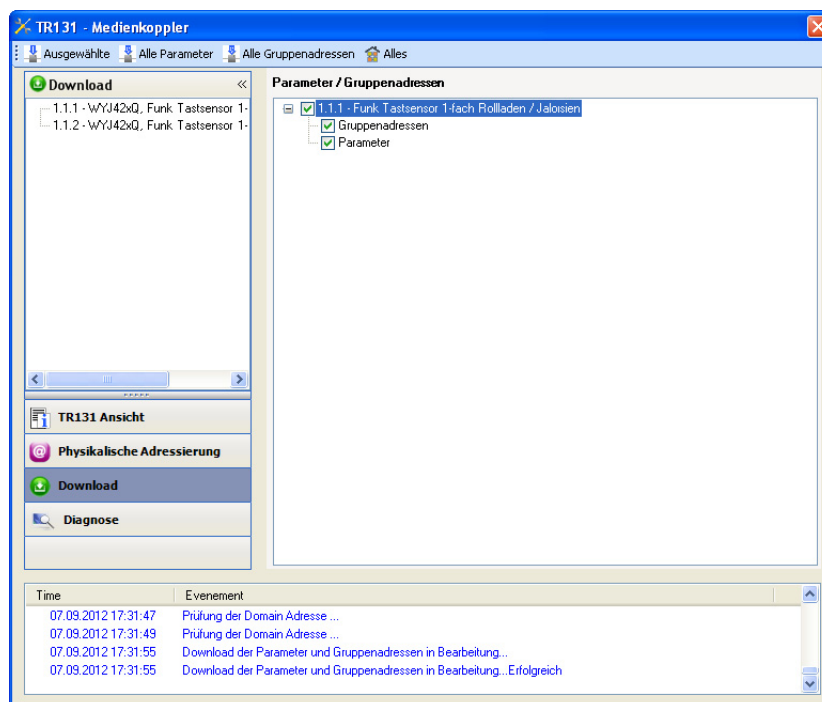 TR131 - Medienkoppler
Ausgewählte Alle Parameter Alle Gruppenadressen Alles
Download «
1.1.1 - WYJ42xQ, Funk Tastsensor 1-
1.1.2 - WYJ42xQ, Funk Tastsensor 1-
TR131 Ansicht
Physikalische Adressierung
Download
Diagnose
Parameter / Gruppenadressen
1.1.1 - Funk Tastsensor 1-fach Rollladen / Jaloisien
Gruppenadressen
Parameter
Time Evenement
07.09.2012 17:31:47 Prüfung der Domain Adresse ...
07.09.2012 17:31:49 Prüfung der Domain Adresse ...
07.09.2012 17:31:55 Download der Parameter und Gruppenadressen in Bearbeitung...
07.09.2012 17:31:55 Download der Parameter und Gruppenadressen in Bearbeitung...Erfolgreich